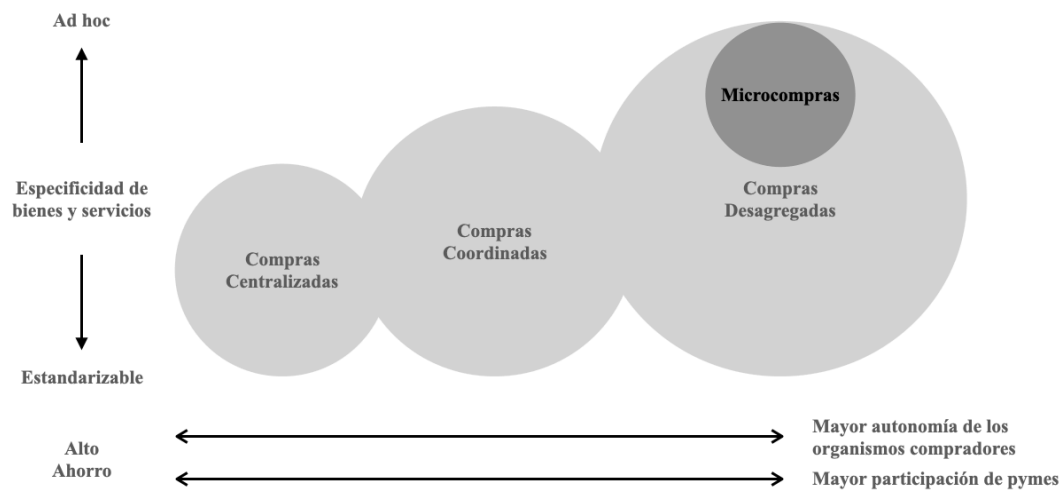 Ad hoc
Microcompras
Especificidad de
bienes y servicios
Compras
Desagregadas
Compras
Coordinadas
Compras
Centralizadas
Estandarizable
Alto
Ahorro
Mayor autonomía de los
organismos compradores
Mayor participación de pymes